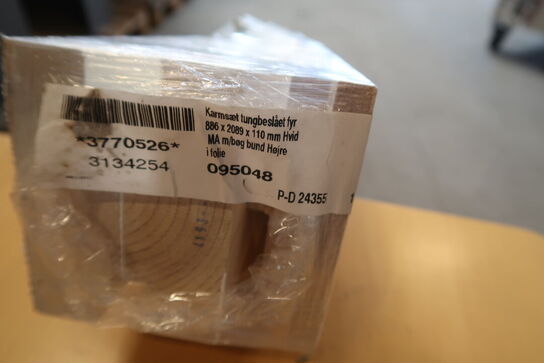 Karmsæt tungbeslået fyr
886 x 2089 x 110 mm Hvid
MA m/bøg bund Højre
i folie
*3770526*
3134254
095048
P-D 24355